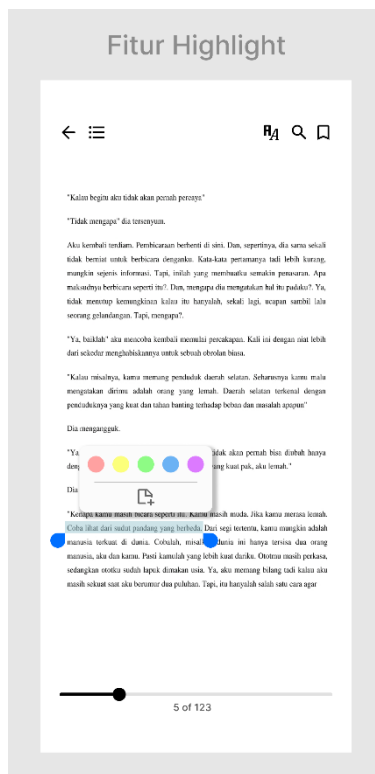 Fitur Highlight
"Kalau begitu aku tidak akan pernah percaya"
"Tidak mengapa" dia tersenyum.
Aku kembali terdiam. Pembicaraan berhenti di sini. Dan, sepertinya, dia sama sekali
tidak berniat untuk berbicara denganku. Kata-kata pertamanya tadi lebih kurang,
mungkin sejenis informasi. Tapi, inilah yang membuatku semakin penasaran. Apa
maksudnya berbicara seperti itu?. Dan, mengapa dia mengatakan hal itu padaku?. Ya,
tidak menutup kemungkinan kalau itu hanyalah, sekali lagi, ucapan sambil lalu
seorang gelandangan. Tapi, mengapa?.
"Ya, baiklah" aku mencoba kembali memulai percakapan. Kali ini dengan niat lebih
dari sekedar menghabiskannya untuk sebuah obrolan biasa.
"Kalau misalnya, kamu memang penduduk daerah selatan. Seharusnya kamu malu
mengatakan dirimu adalah orang yang lemah. Daerah selatan terkenal dengan
penduduknya yang kuat dan tahan banting terhadap beban dan masalah apapun"
Dia mengangguk.
"Ya tidak akan pernah bisa diubah hanya
deng yang kuat pak, aku lemah."
Dia
"Kenapa kamu masih bicara seperti itu. Kamu masih muda. Jika kamu merasa lemah.
Coba lihat dari sudut pandang yang berbeda. Dari segi tertentu, kamu mungkin adalah
manusia terkuat di dunia. Cobalah, misal dunia ini hanya tersisa dua orang
manusia, aku dan kamu. Pasti kamulah yang lebih kuat dariku. Ototmu masih perkasa,
sedangkan ototku sudah lapuk dimakan usia. Ya, aku memang bilang tadi kalau aku
masih sekuat saat aku berumur dua puluhan. Tapi, itu hanyalah salah satu cara agar
5 of 123